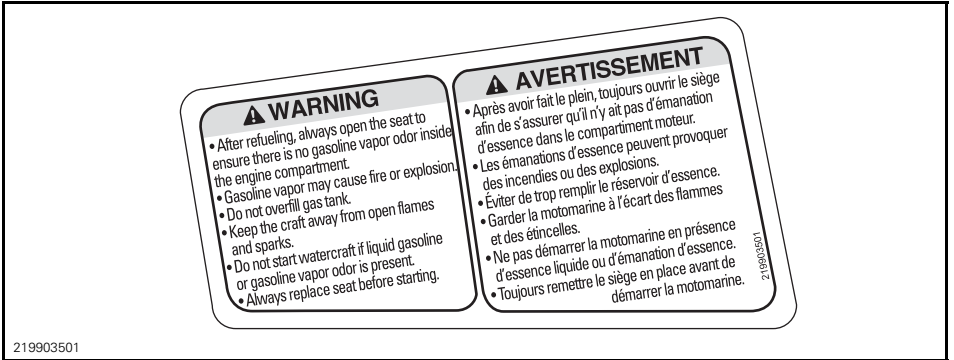 WARNING
• After refueling, always open the seat to
ensure there is no gasoline vapor odor inside
the engine compartment.
• Gasoline vapor may cause fire or explosion.
• Do not overfill gas tank.
• Keep the craft away from open flames
and sparks.
• Do not start watercraft if liquid gasoline
or gasoline vapor odor is present.
• Always replace seat before starting.
AVERTISSEMENT
• Après avoir fait le plein, toujours ouvrir le siège
afin de s'assurer qu'il n'y ait pas d'émanation
d'essence dans le compartiment moteur.
• Les émanations d'essence peuvent provoquer
des incendies ou des explosions.
• Éviter de trop remplir le réservoir d'essence.
• Garder la motomarine à l'écart des flammes
et des étincelles.
• Ne pas démarrer la motomarine en présence
d'essence liquide ou d'émanation d'essence.
• Toujours remettre le siège en place avant de
démarrer la motomarine.
219903501
219903501